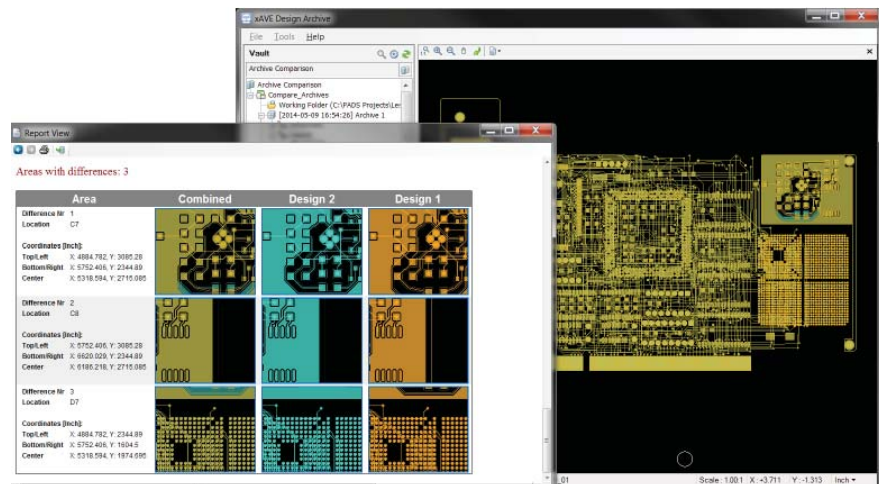 xAVE Design Archive
File Tools Help
Vault
Archive Comparison
Archive Comparison
Compare_Archives
Working Folder (C:\PADS Projects\Les
[2014-05-09 16:54:26] Archive 1
Report View
Areas with differences: 3
Area Combined Design 2 Design 1
Difference Nr 1
Location C7
Coordinates [Inch]:
Top/Left X: 4884.782, Y: 3085.28
Bottom/Right X: 5752.406, Y: 2344.89
Center X: 5318.594, Y: 2715.085
Difference Nr 2
Location C8
Coordinates [Inch]:
Top/Left X: 5752.406, Y: 3085.28
Bottom/Right X: 6620.029, Y: 2344.89
Center X: 6186.218, Y: 2715.085
Difference Nr 3
Location D7
Coordinates [Inch]:
Top/Left X: 4884.792, Y: 2344.89
Bottom/Right X: 5752.406, Y: 1604.5
Center X: 5318.594, Y: 1974.695
_01 Scale : 1.00:1 X : +3.711 Y : -1.313 Inch